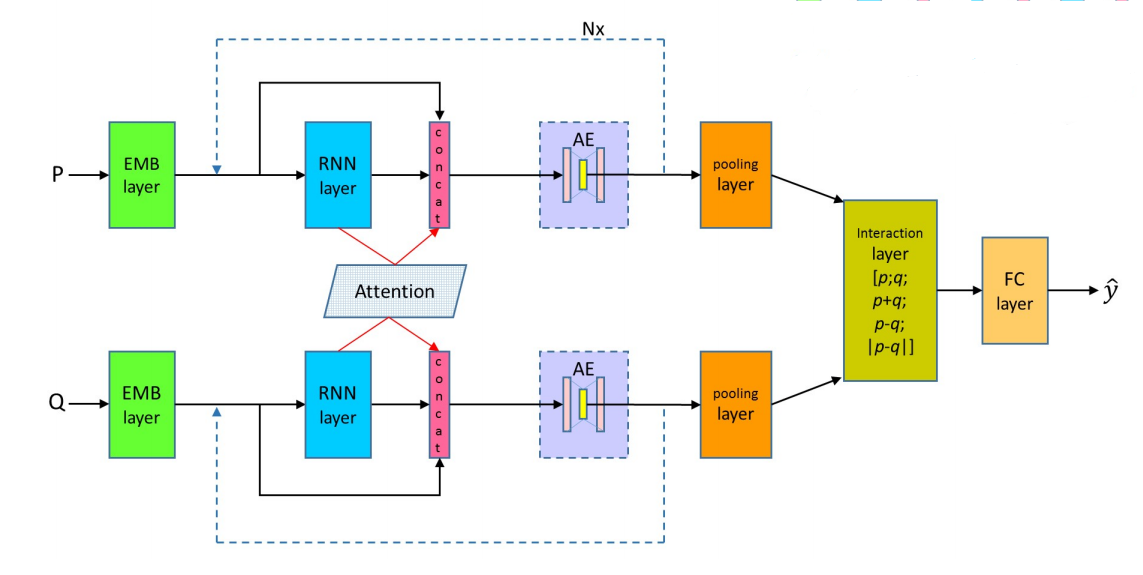 Nx
P
EMB
layer
RNN
layer
concat
AE
pooling
layer
Attention
Interaction
layer
[p;q;
p+q;
p-q;
|p-q|]
FC
layer
ŷ
Q
EMB
layer
RNN
layer
concat
AE
pooling
layer